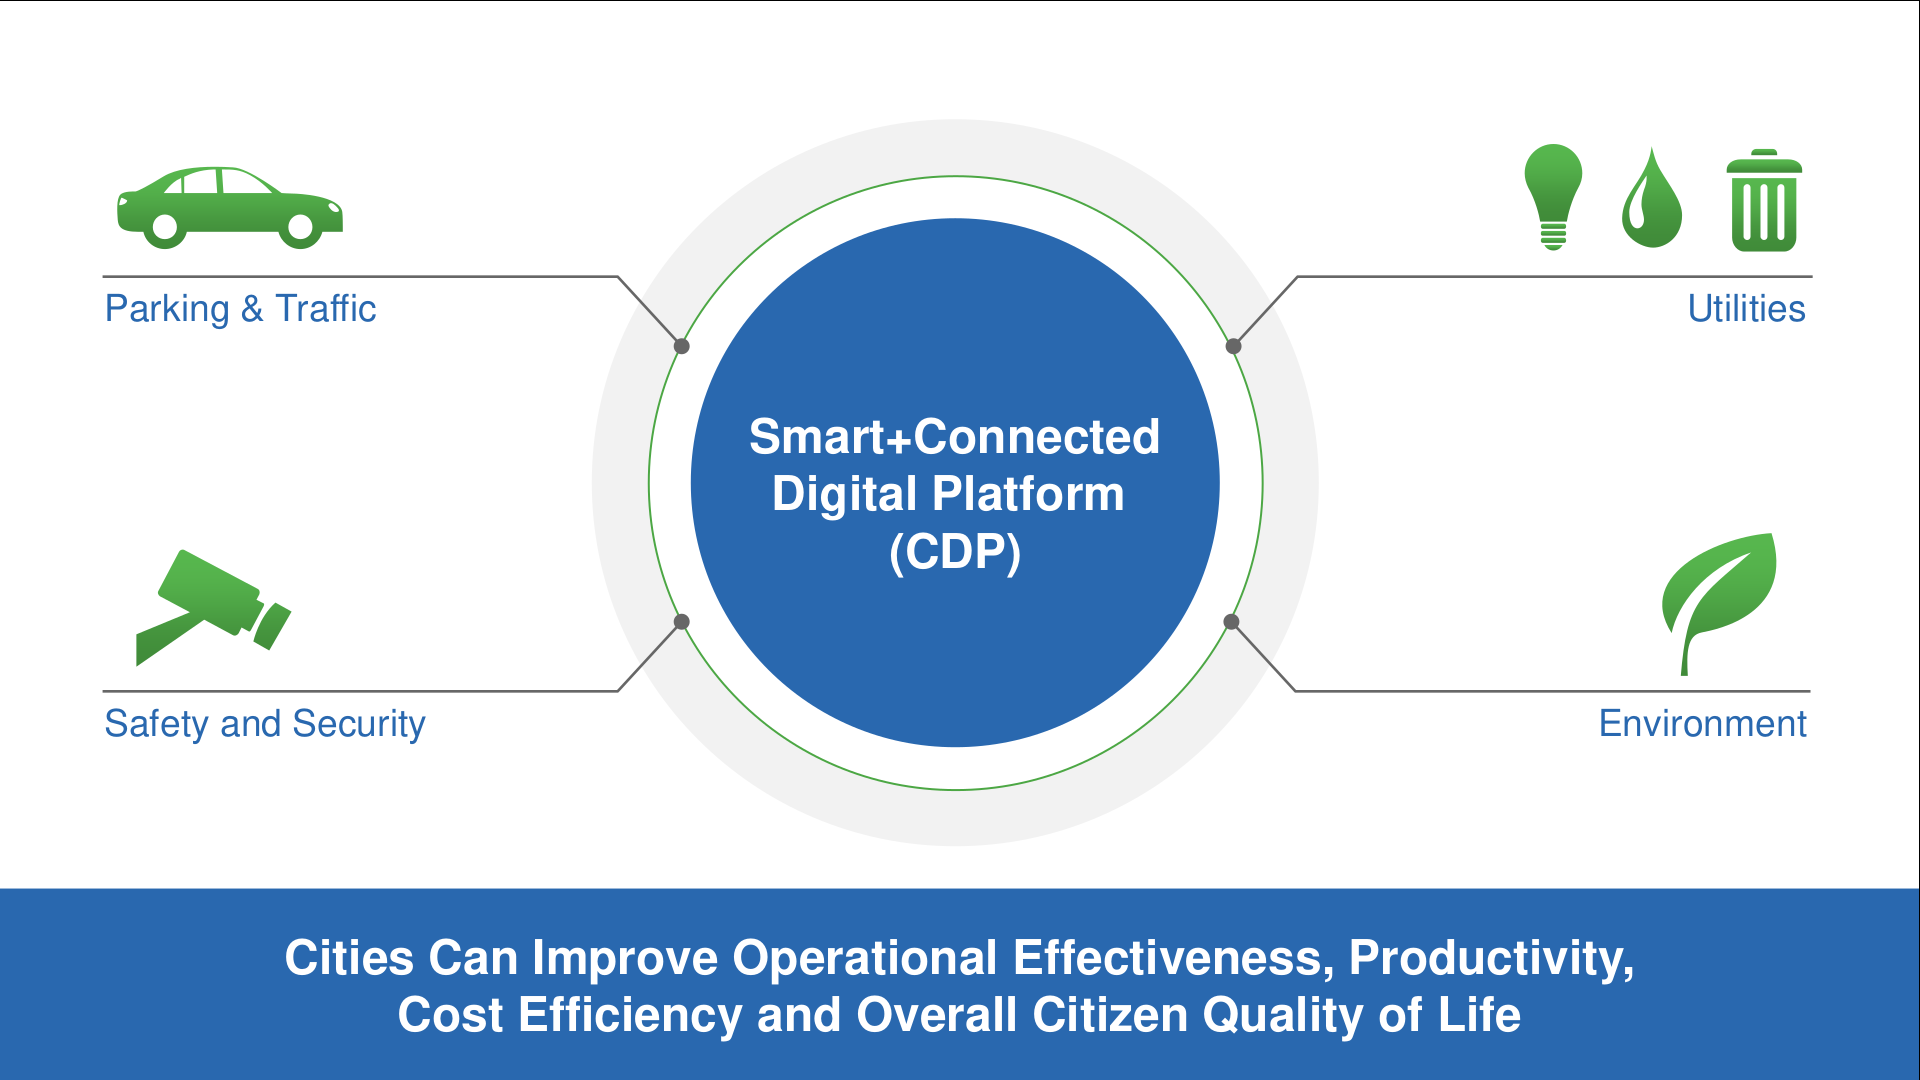 Parking & Traffic
Utilities
Smart+Connected
Digital Platform
(CDP)
Safety and Security
Environment
Cities Can Improve Operational Effectiveness, Productivity,
Cost Efficiency and Overall Citizen Quality of Life